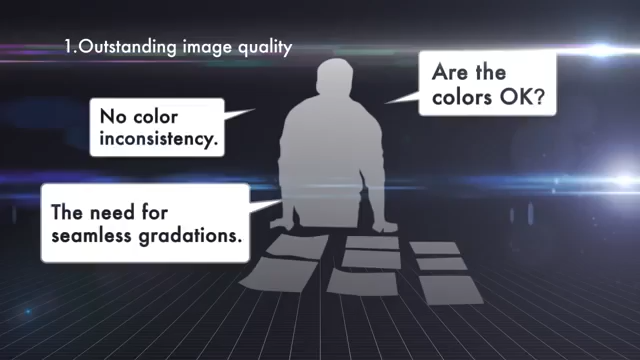 1.Outstanding image quality
Are the
colors OK?
No color
inconsistency.
The need for
seamless gradations.